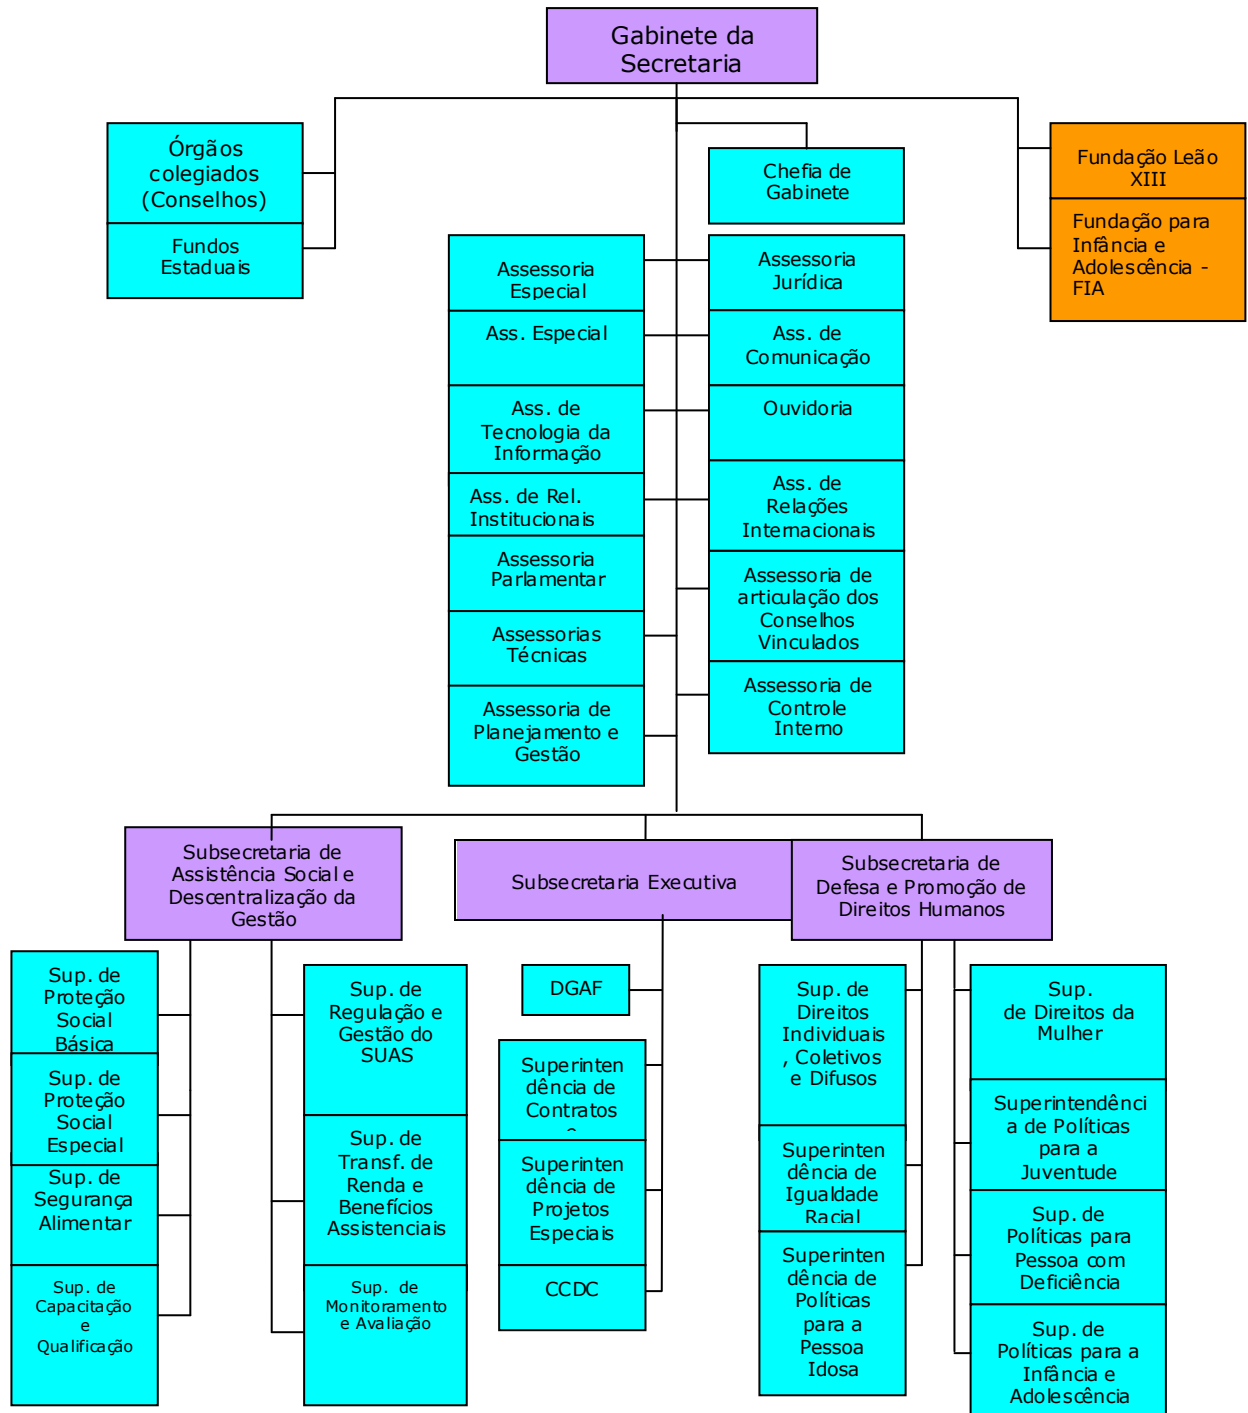 Gabinete da
Secretaria
Órgãos
colegiados
(Conselhos)
Fundos
Estaduais
Chefia de
Gabinete
Fundação Leão
XIII
Fundação para
Infância e
Adolescência -
FIA
Assessoria
Especial
Ass. Especial
Ass. de
Tecnologia da
Informação
Ass. de Rel.
Institucionais
Assessoria
Parlamentar
Assessorias
Técnicas
Assessoria de
Planejamento e
Gestão
Assessoria
Jurídica
Ass. de
Comunicação
Ouvidoria
Ass. de
Relações
Internacionais
Assessoria de
articulação dos
Conselhos
Vinculados
Assessoria de
Controle
Interno
Subsecretaria de
Assistência Social e
Descentralização da
Gestão
Subsecretaria Executiva
Subsecretaria de
Defesa e Promoção de
Direitos Humanos
Sup. de
Proteção
Social
Básica
Sup. de
Proteção
Social
Especial
Sup. de
Segurança
Alimentar
Sup. de
Capacitação
e
Qualificação
Sup. de
Regulação e
Gestão do
SUAS
Sup. de
Transf. de
Renda e
Benefícios
Assistenciais
Sup. de
Monitoramento
e Avaliação
DGAF
Superinten
dência de
Contratos
Superinten
dência de
Projetos
Especiais
CCDC
Sup. de
Direitos
Individuais
, Coletivos
e Difusos
Superinten
dência de
Igualdade
Racial
Superinten
dência de
Políticas
para a
Pessoa
Idosa
Sup.
de Direitos da
Mulher
Superintendênci
a de Políticas
para a
Juventude
Sup. de
Políticas para
Pessoa com
Deficiência
Sup. de
Políticas para a
Infância e
Adolescência